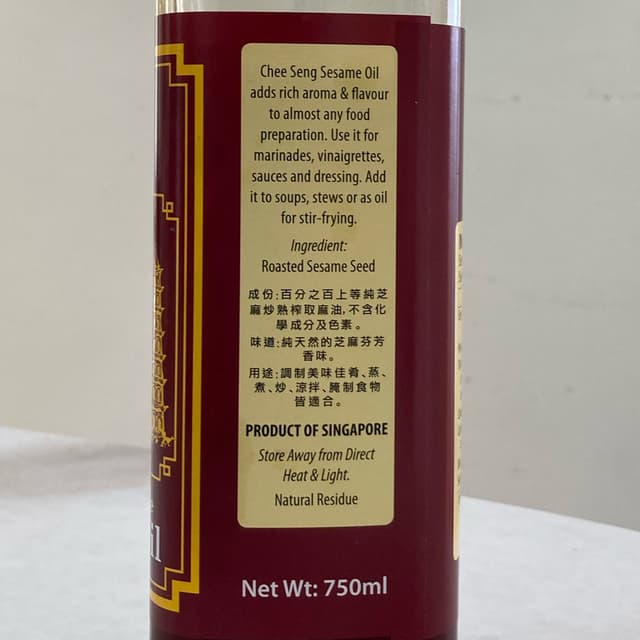 Chee Seng Sesame Oil
adds rich aroma & flavour
to almost any food
preparation. Use it for
marinades, vinaigrettes,
sauces and dressing. Add
it to soups, stews or as oil
for stir-frying.
Ingredient:
Roasted Sesame Seed
成份:百分之百上等純芝
麻炒熟榨取麻油,不含化
學成分及色素。
味道:純天然的芝麻芬芳
香味。
用途:調制美味佳肴、蒸、
煮、炒、涼拌、腌制食物
皆適合。
PRODUCT OF SINGAPORE
Store Away from Direct
Heat & Light.
Natural Residue
Net Wt: 750ml